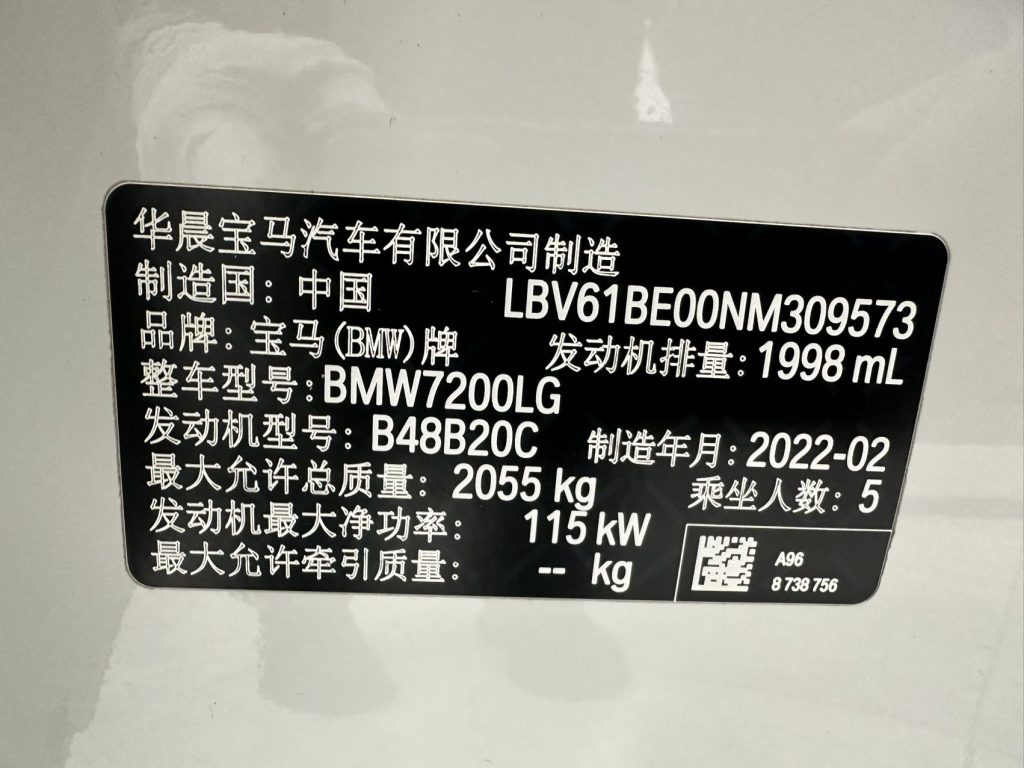 华晨宝马汽车有限公司制造
制造国：中国 LBV61BE00NM309573
品牌：宝马(BMW)牌 发动机排量：1998 mL
整车型号：BMW7200LG
发动机型号：B48B20C 制造年月：2022-02
最大允许总质量：2055 kg 乘坐人数：5
发动机最大净功率：115 kW
最大允许牵引质量：-- kg
A96
8 738 756